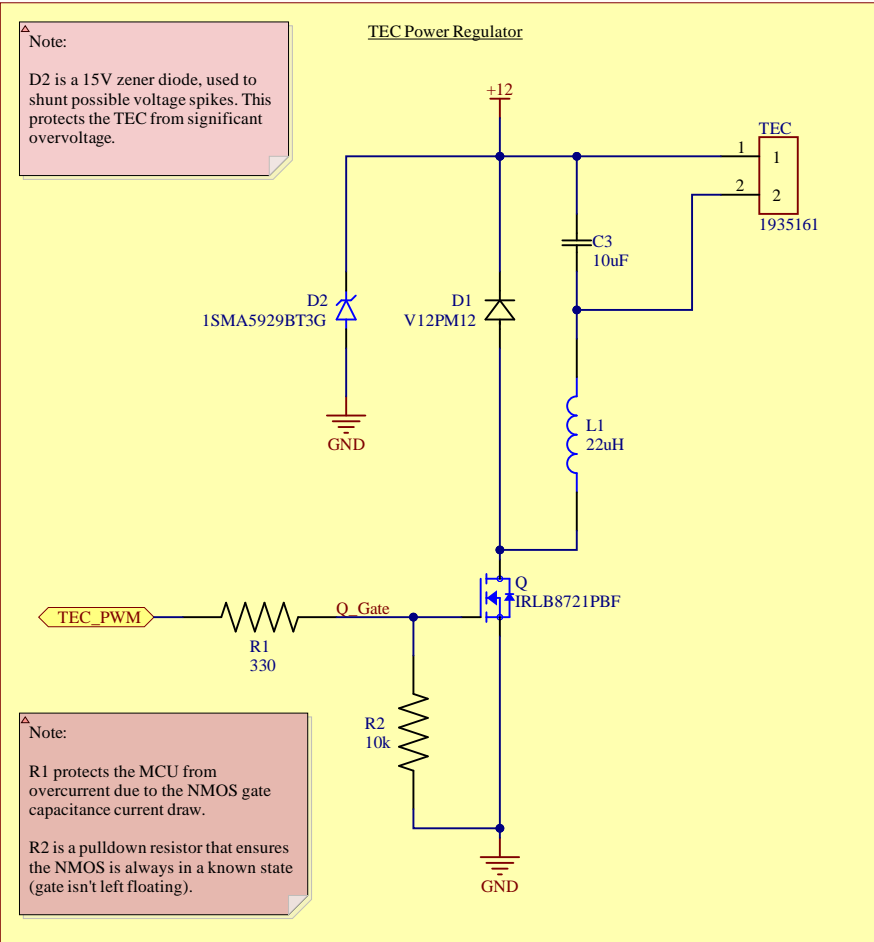 TEC Power Regulator
Note:
D2 is a 15V zener diode, used to
shunt possible voltage spikes. This
protects the TEC from significant
overvoltage.
+12
TEC
1
1
2
2
1935161
C3
10uF
D2
1SMA5929BT3G
D1
V12PM12
GND
L1
22uH
Q
IRLB8721PBF
TEC_PWM
Q_Gate
R1
330
R2
10k
GND
Note:
R1 protects the MCU from
overcurrent due to the NMOS gate
capacitance current draw.
R2 is a pulldown resistor that ensures
the NMOS is always in a known state
(gate isn't left floating).